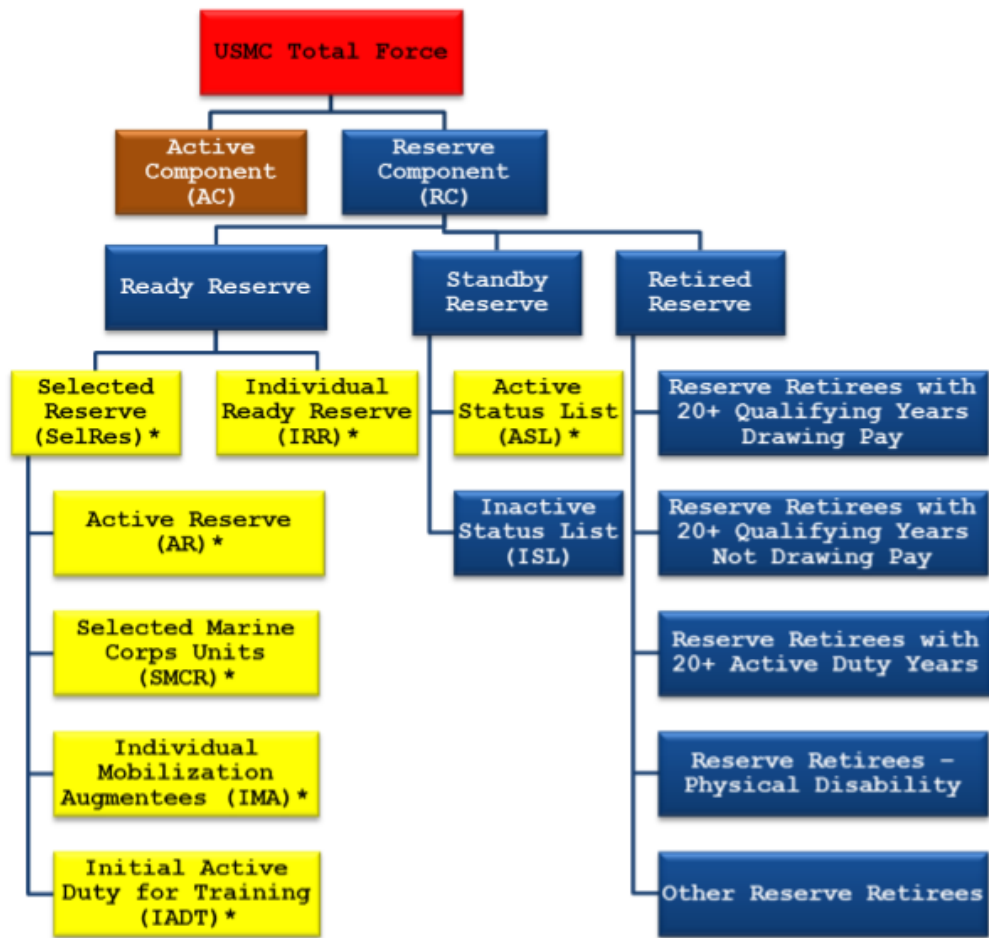 USMC Total Force
Active
Component
(AC)
Reserve
Component
(RC)
Ready Reserve
Standby
Reserve
Retired
Reserve
Selected
Reserve
(SelRes)*
Individual
Ready Reserve
(IRR)*
Active
Status List
(ASL)*
Reserve Retirees with
20+ Qualifying Years
Drawing Pay
Active Reserve
(AR)*
Inactive
Status List
(ISL)
Reserve Retirees with
20+ Qualifying Years
Not Drawing Pay
Selected Marine
Corps Units
(SMCR)*
Reserve Retirees with
20+ Active Duty Years
Individual
Mobilization
Augmentees (IMA)*
Reserve Retirees –
Physical Disability
Initial Active
Duty for Training
(IADT)*
Other Reserve Retirees